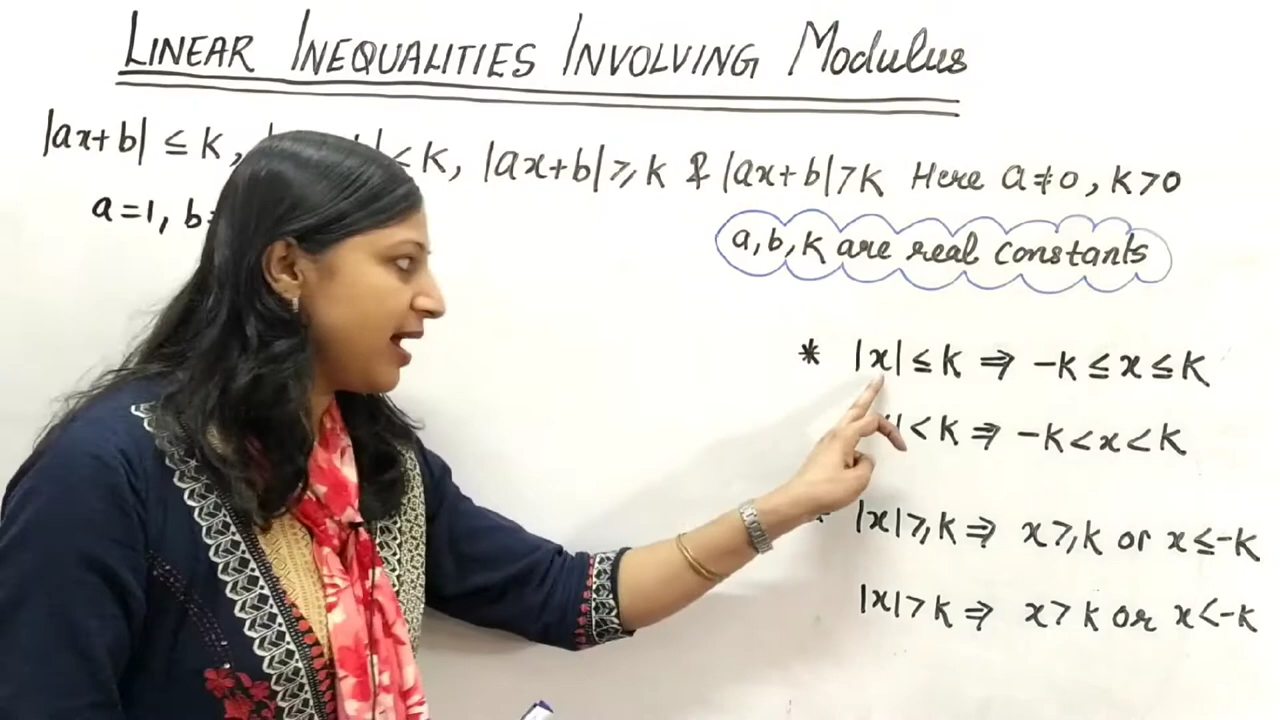 LINEAR INEQUALITIES INVOLVING Modulus
|ax+b| ≤ K, < K, |ax+b| ⩾ K & |ax+b| > K Here a ≠ 0, K > 0
a=1, b=
a, b, K are real constants
* |x| ≤ K ⇒ -K ≤ x ≤ K
| < K ⇒ -K < x < K
|x| ⩾ K ⇒ x ⩾ K or x ≤ -K
|x| > K ⇒ x > K or x < -K